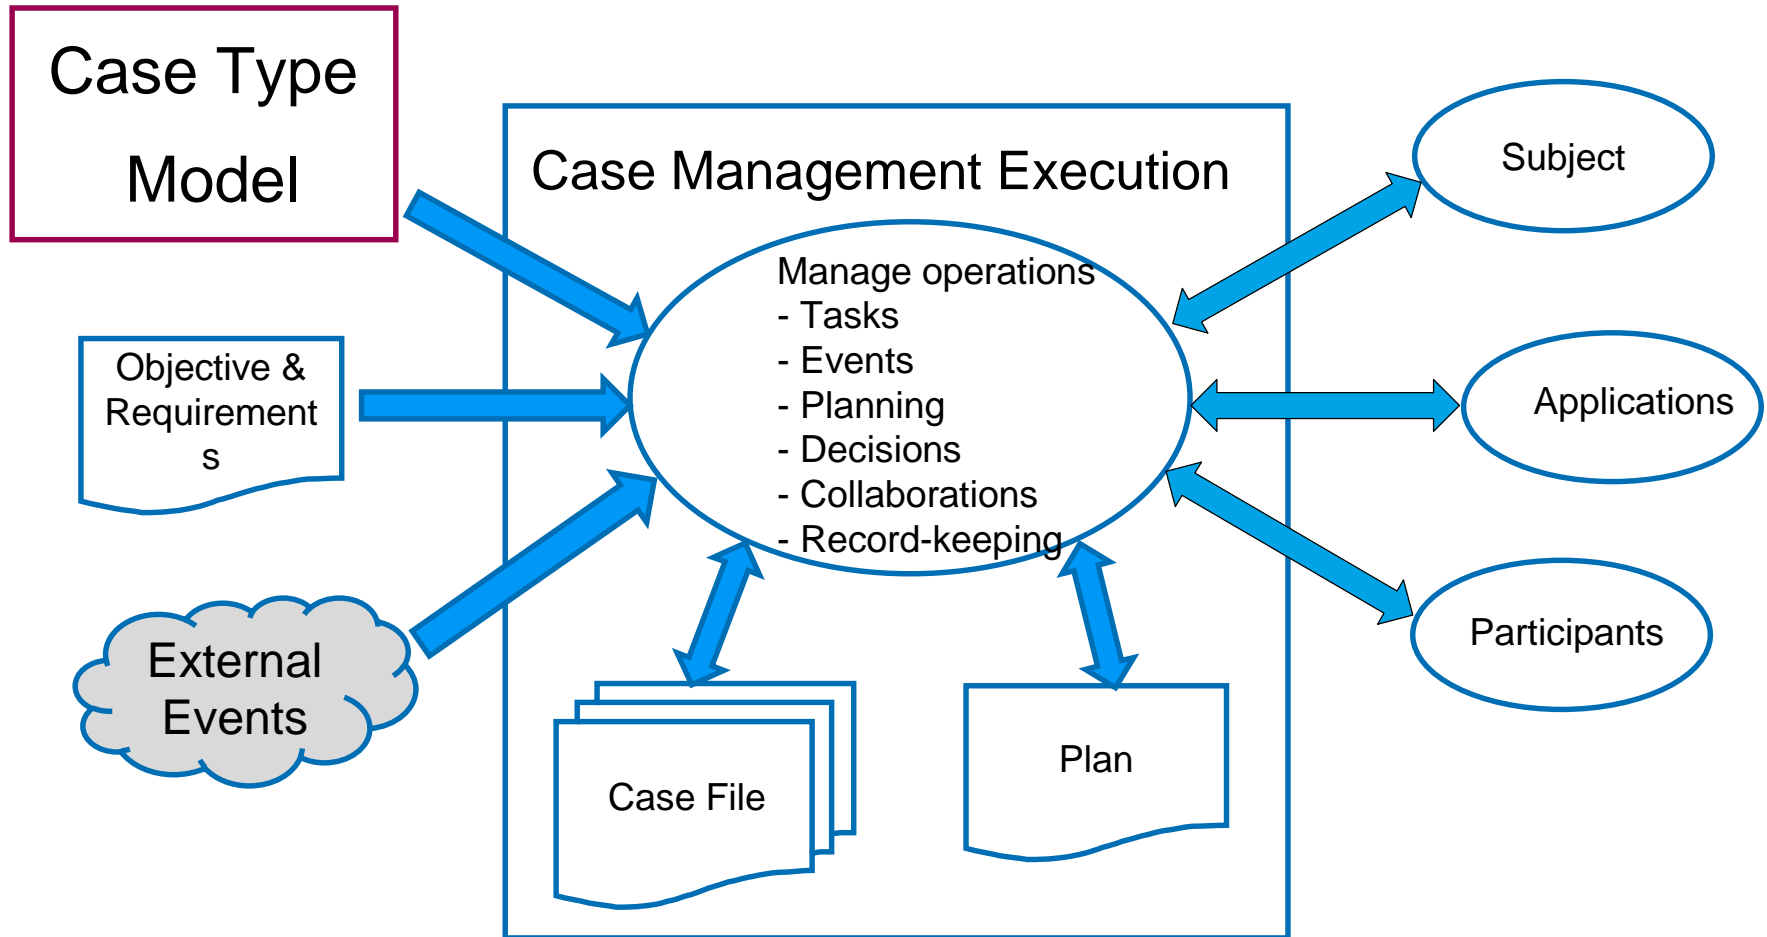 Case Type
Model
Case Management Execution
Manage operations
- Tasks
- Events
- Planning
- Decisions
- Collaborations
- Record-keeping
Objective &
Requirement
s
External
Events
Case File
Plan
Subject
Applications
Participants